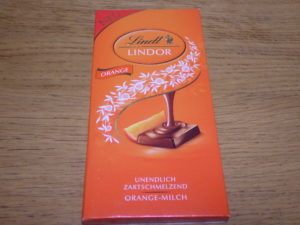 Lindt
LINDOR
ORANGE
UNENDLICH
ZARTSCHMELZEND
ORANGE-MILCH